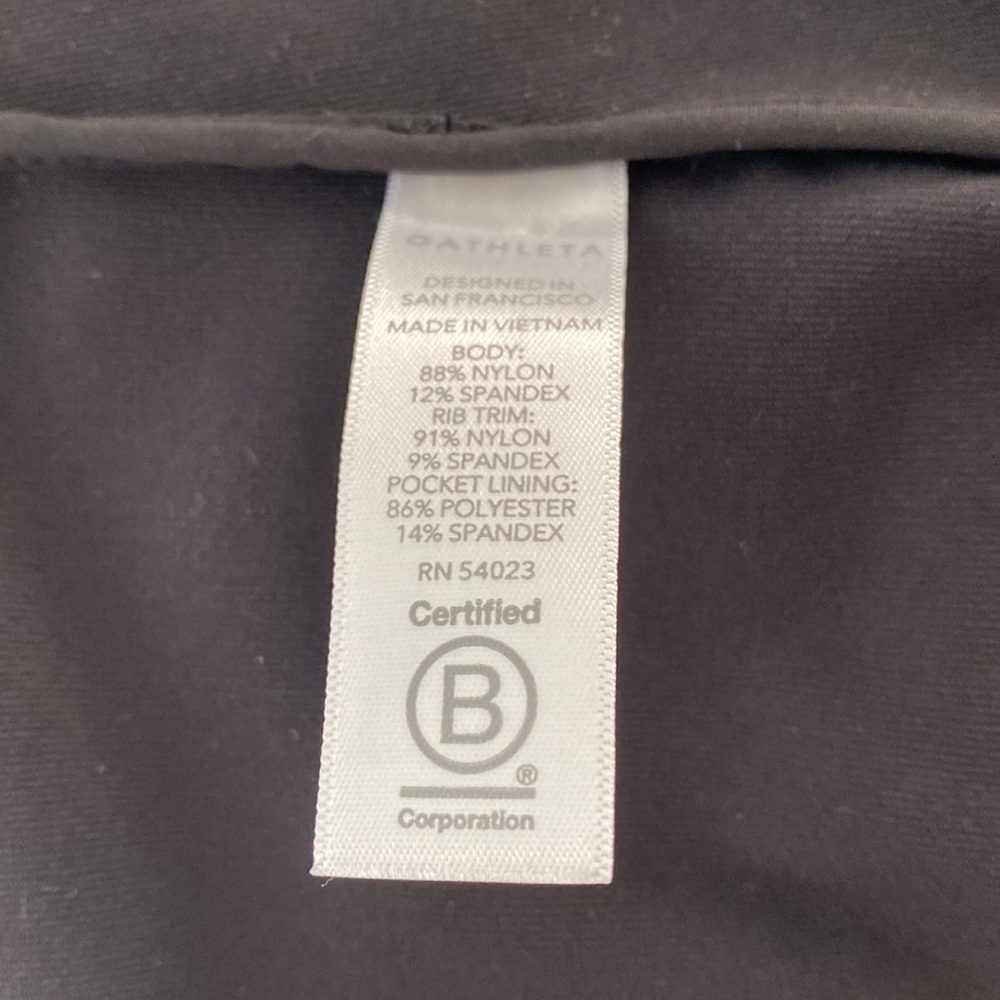 ©ATHLETA
DESIGNED IN
SAN FRANCISCO
MADE IN VIETNAM
BODY:
88% NYLON
12% SPANDEX
RIB TRIM:
91% NYLON
9% SPANDEX
POCKET LINING:
86% POLYESTER
14% SPANDEX
RN 54023
Certified
B
®
Corporation